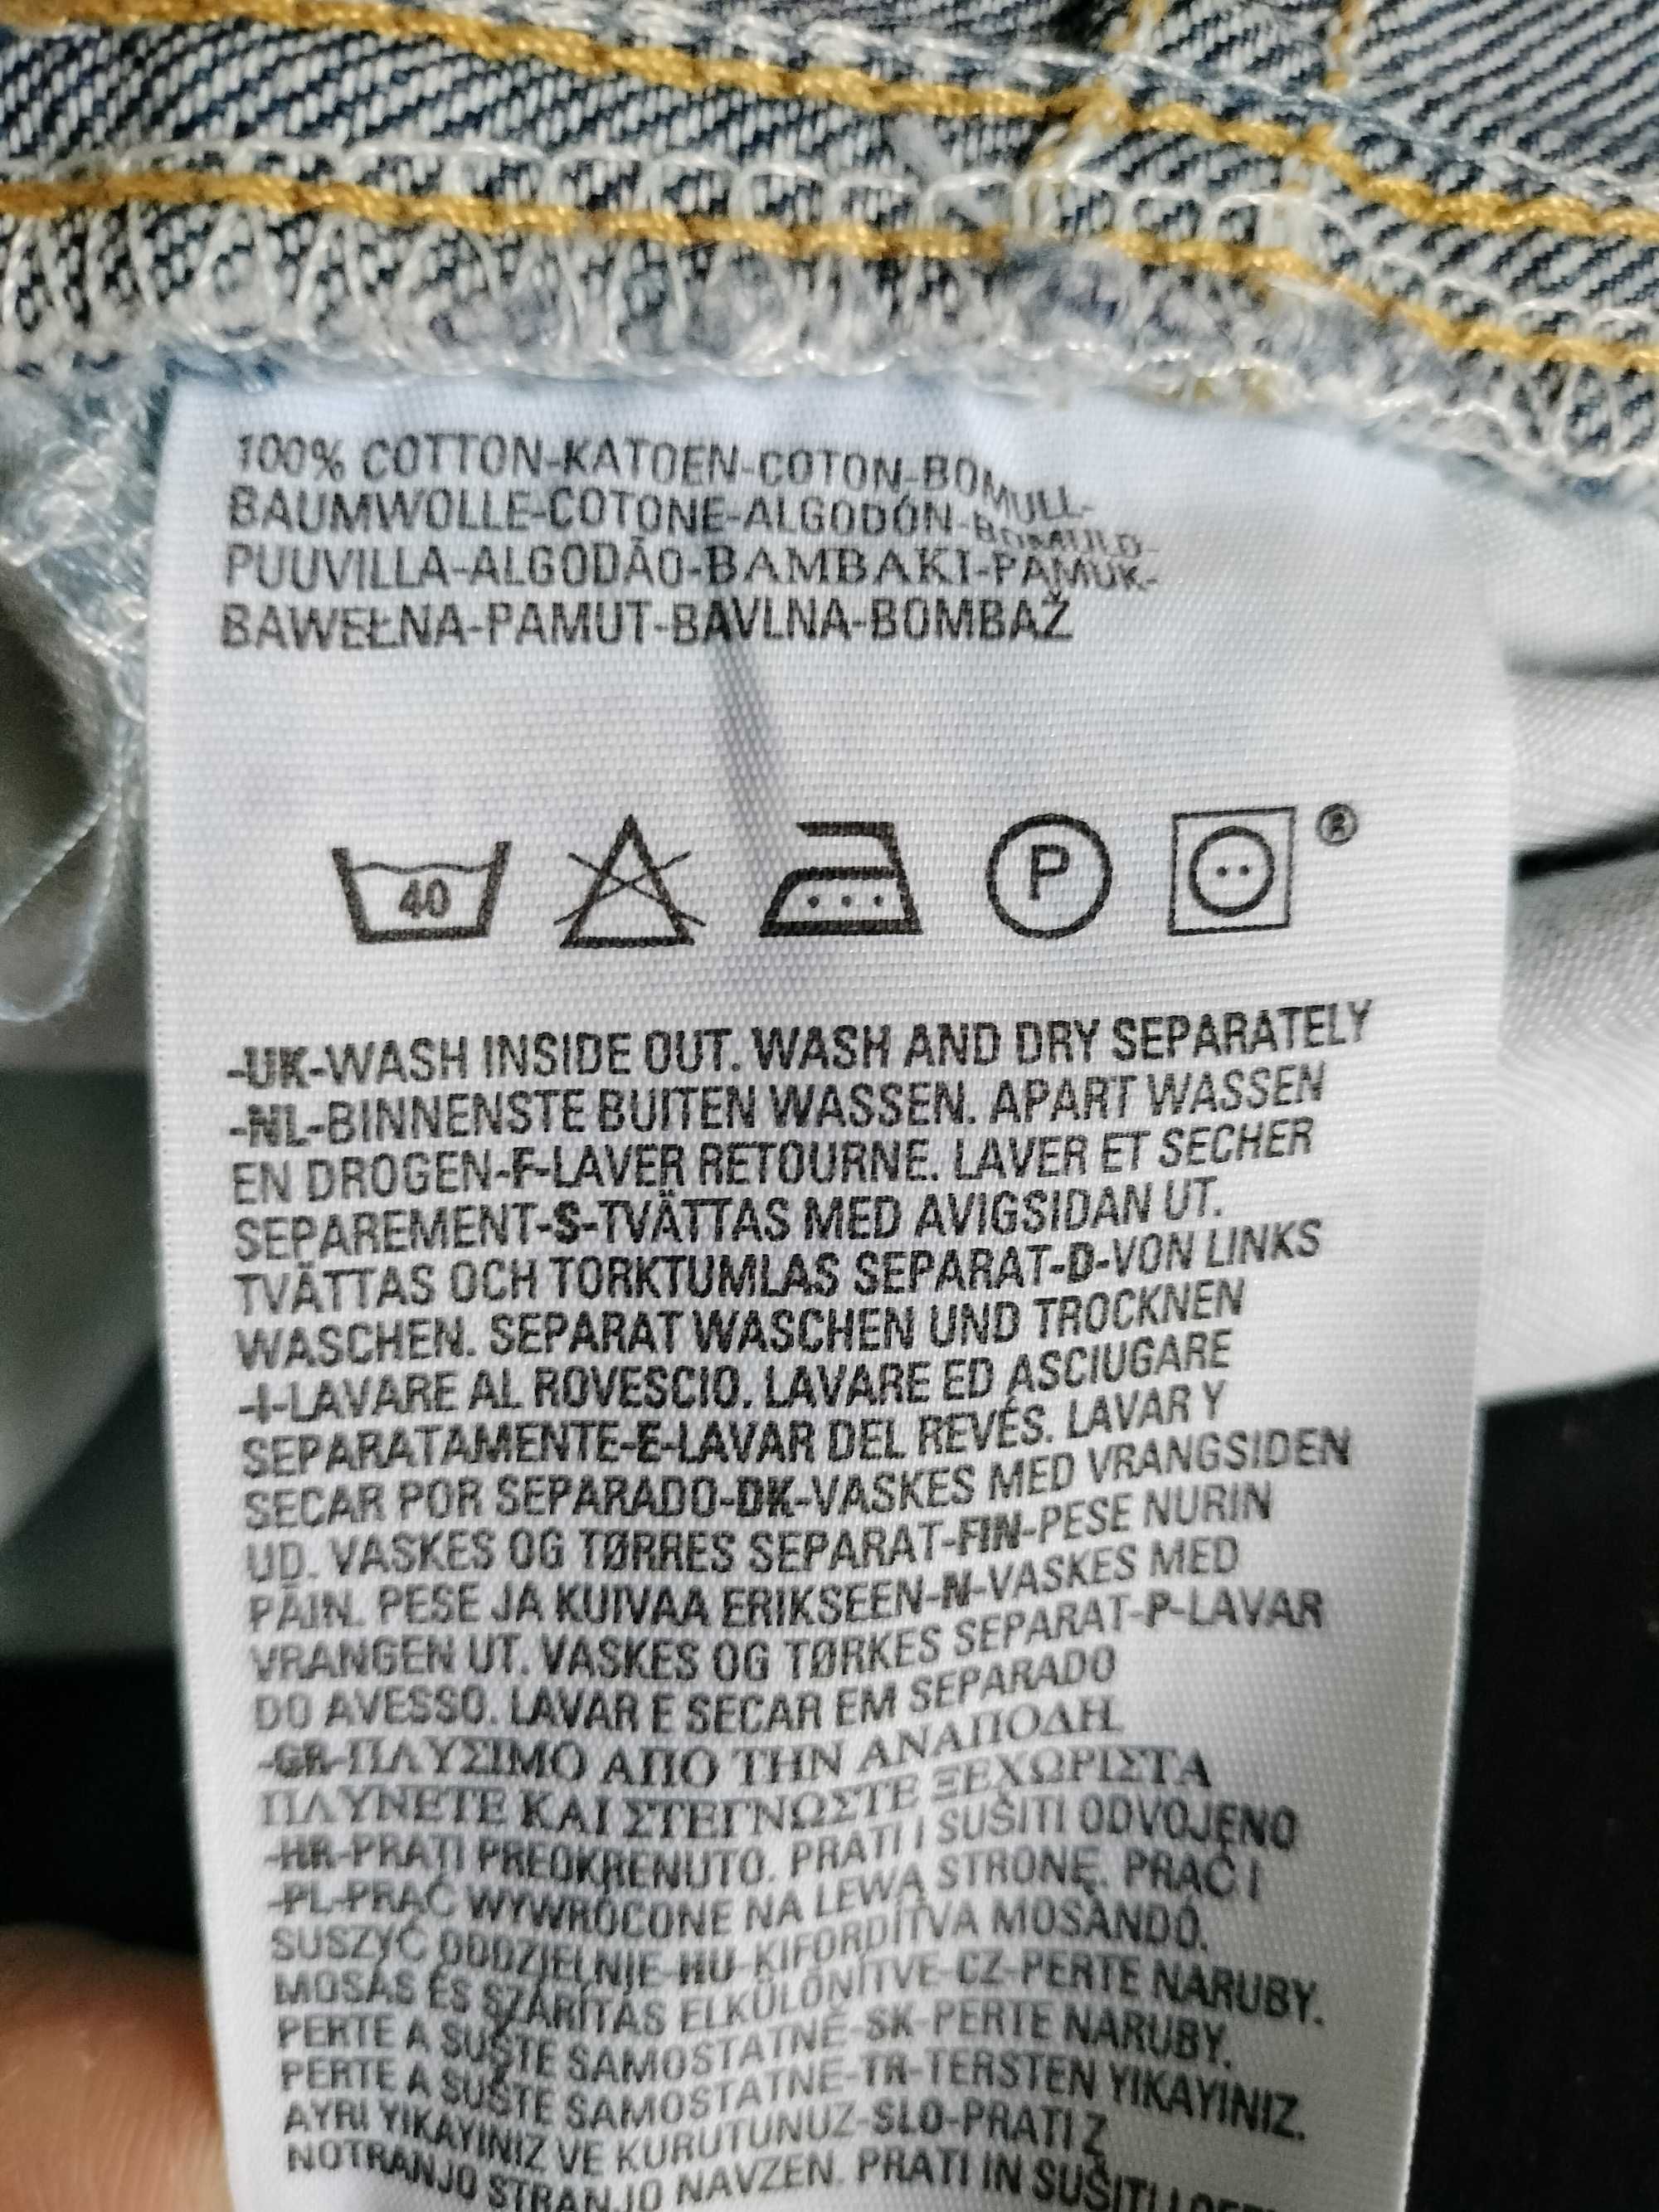 100% COTTON-KATOEN-COTON-BOMULL-
BAUMWOLLE-COTONE-ALGODÓN-BOMULD-
PUUVILLA-ALGODÃO-BAMBAKI-PAMUK-
BAWEŁNA-PAMUT-BAVLNA-BOMBAŽ
40 P ®
-UK-WASH INSIDE OUT. WASH AND DRY SEPARATELY
-NL-BINNENSTE BUITEN WASSEN. APART WASSEN
EN DROGEN-F-LAVER RETOURNE. LAVER ET SECHER
SEPAREMENT-S-TVÄTTAS MED AVIGSIDAN UT.
TVÄTTAS OCH TORKTUMLAS SEPARAT-D-VON LINKS
WASCHEN. SEPARAT WASCHEN UND TROCKNEN
-I-LAVARE AL ROVESCIO. LAVARE ED ASCIUGARE
SEPARATAMENTE-E-LAVAR DEL REVÉS. LAVAR Y
SECAR POR SEPARADO-DK-VASKES MED VRANGSIDEN
UD. VASKES OG TØRRES SEPARAT-FIN-PESE NURIN
PÄIN. PESE JA KUIVAA ERIKSEEN-N-VASKES MED
VRANGEN UT. VASKES OG TØRKES SEPARAT-P-LAVAR
DO AVESSO. LAVAR E SECAR EM SEPARADO
-GR-ΠΛΥΣΙΜΟ ΑΠΟ ΤΗΝ ΑΝΑΠΟΔΗ.
ΠΛΥΝΕΤΕ ΚΑΙ ΣΤΕΓΝΩΣΤΕ ΞΕΧΩΡΙΣΤΑ
-HR-PRATI PREOKRENUTO. PRATI I SUŠITI ODVOJENO
-PL-PRAĆ WYWRÓCONE NA LEWĄ STRONĘ. PRAĆ I
SUSZYĆ ODDZIELNIE-HU-KIFORDÍTVA MOSANDÓ.
MOSÁS ÉS SZÁRÍTÁS ELKÜLÖNÍTVE-CZ-PERTE NARUBY.
PERTE A SUŠTE SAMOSTATNĚ-SK-PERTE NARUBY.
PERTE A SUŠTE SAMOSTATNE-TR-TERSTEN YIKAYINIZ.
AYRI YIKAYINIZ VE KURUTUNUZ-SLO-PRATI Z
NOTRANJO STRANJO NAVZEN. PRATI IN SUŠITI